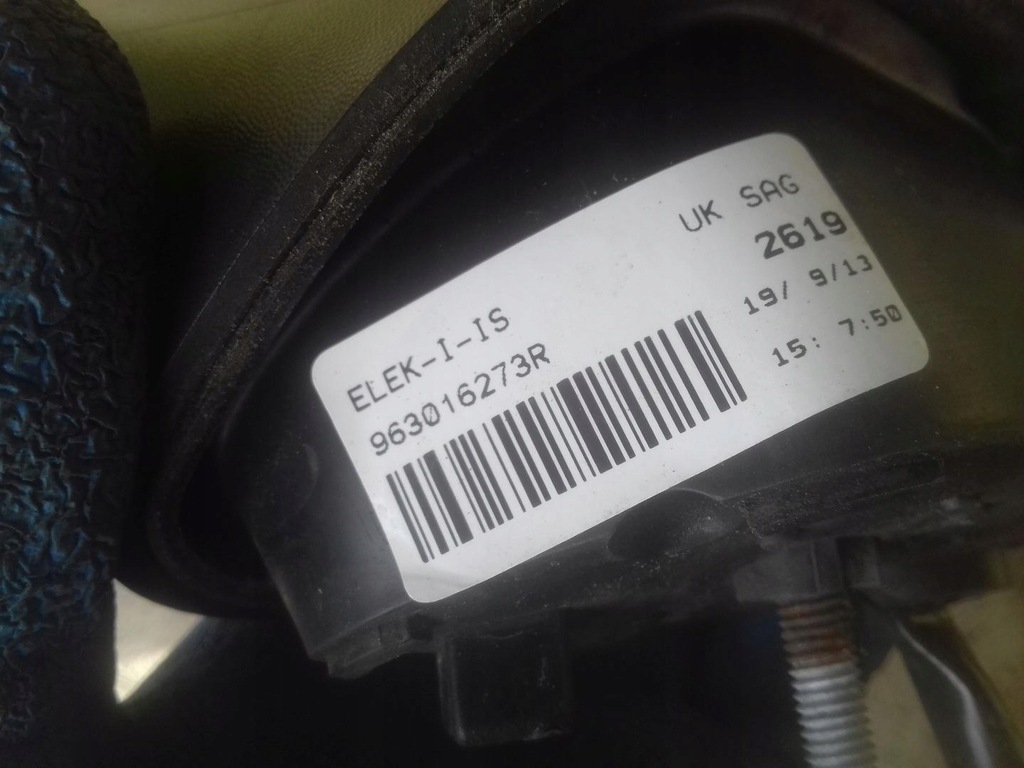 UK SAG
2619
19/ 9/13
15: 7:50
ELEK-I-IS
963016273R